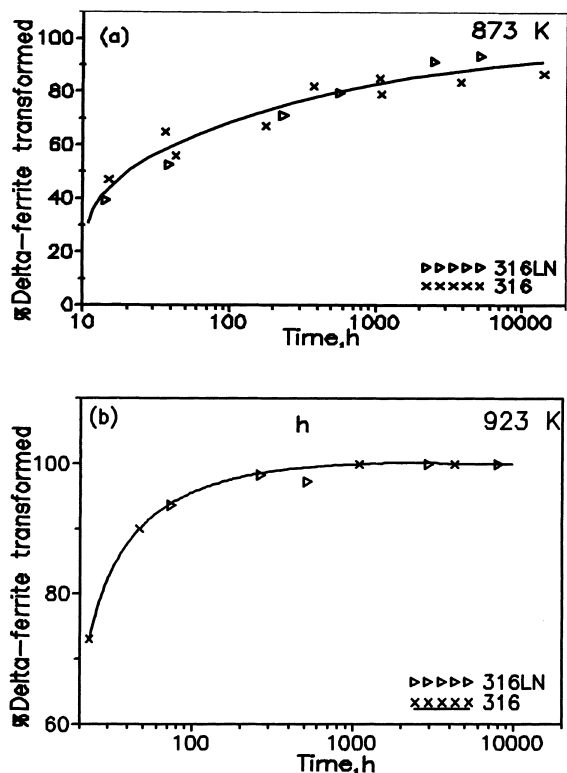 (a)
873 K
%Delta-ferrite transformed
100
80
60
40
20
0
316LN
316
10
100
1000
10000
Time,h
(b)
h
923 K
%Delta-ferrite transformed
100
80
60
316LN
316
100
1000
10000
Time,h